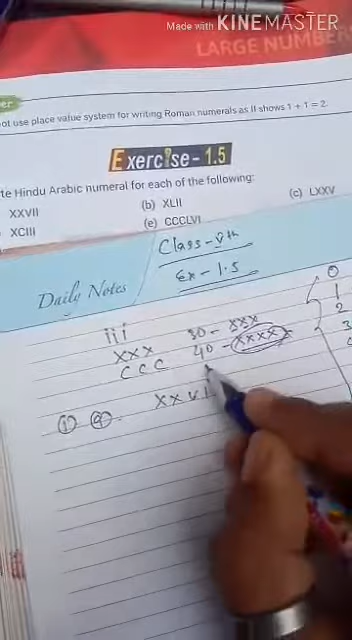 Made with KINEMASTER
LARGE NUMBER
er
ot use place value system for writing Roman numerals as II shows 1 + 1 = 2.
Exercise - 1.5
te Hindu Arabic numeral for each of the following:
XXVII
(b) XLII
(c) LXXV
XCIII
(e) CCCLVI
Class - Vth
Ex - 1.5
Daily Notes
iii
XXX
30 - XXX
CCC
40 - XXXX
0
1
2
3
XXVI